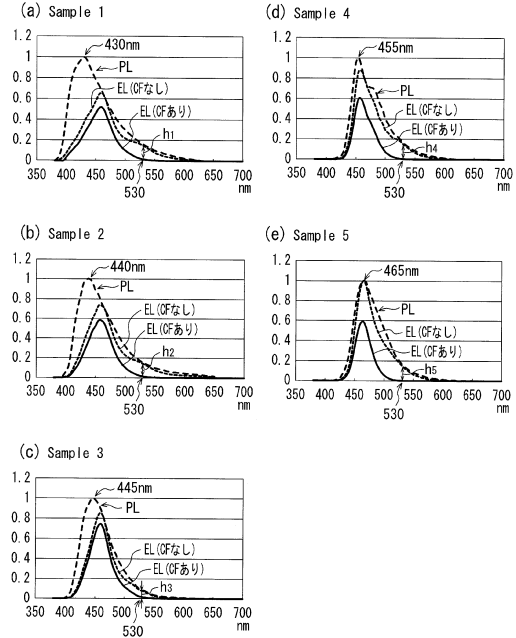 (a) Sample 1
1.2
1
0.8
0.6
0.4
0.2
0
430nm
PL
EL(CFなし)
EL(CFあり)
h1
350 400 450 500 550 600 650 700
nm
530
(b) Sample 2
1.2
1
0.8
0.6
0.4
0.2
0
440nm
PL
EL(CFなし)
EL(CFあり)
h2
350 400 450 500 550 600 650 700
nm
530
(c) Sample 3
1.2
1
0.8
0.6
0.4
0.2
0
445nm
PL
EL(CFなし)
EL(CFあり)
h3
350 400 450 500 550 600 650 700
nm
530
(d) Sample 4
1.2
1
0.8
0.6
0.4
0.2
0
455nm
PL
EL(CFなし)
EL(CFあり)
h4
350 400 450 500 550 600 650 700
nm
530
(e) Sample 5
1.2
1
0.8
0.6
0.4
0.2
0
465nm
PL
EL(CFなし)
EL(CFあり)
h5
350 400 450 500 550 600 650 700
nm
530